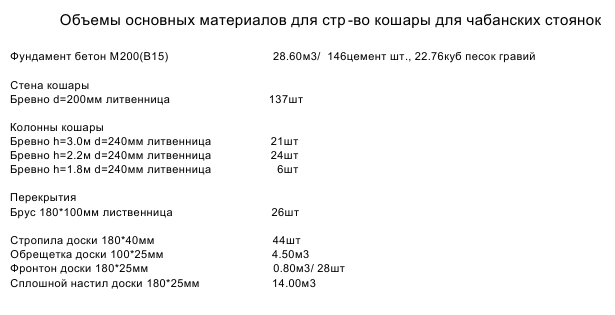 Объемы основных материалов для стр-во кошары для чабанских стоянок
Фундамент бетон М200(В15) 28.60м3/ 146цемент шт., 22.76куб песок гравий
Стена кошары
Бревно d=200мм литвенница 137шт
Колонны кошары
Бревно h=3.0м d=240мм литвенница 21шт
Бревно h=2.2м d=240мм литвенница 24шт
Бревно h=1.8м d=240мм литвенница 6шт
Перекрытия
Брус 180*100мм лиственница 26шт
Стропила доски 180*40мм 44шт
Обрещетка доски 100*25мм 4.50м3
Фронтон доски 180*25мм 0.80м3/ 28шт
Сплошной настил доски 180*25мм 14.00м3